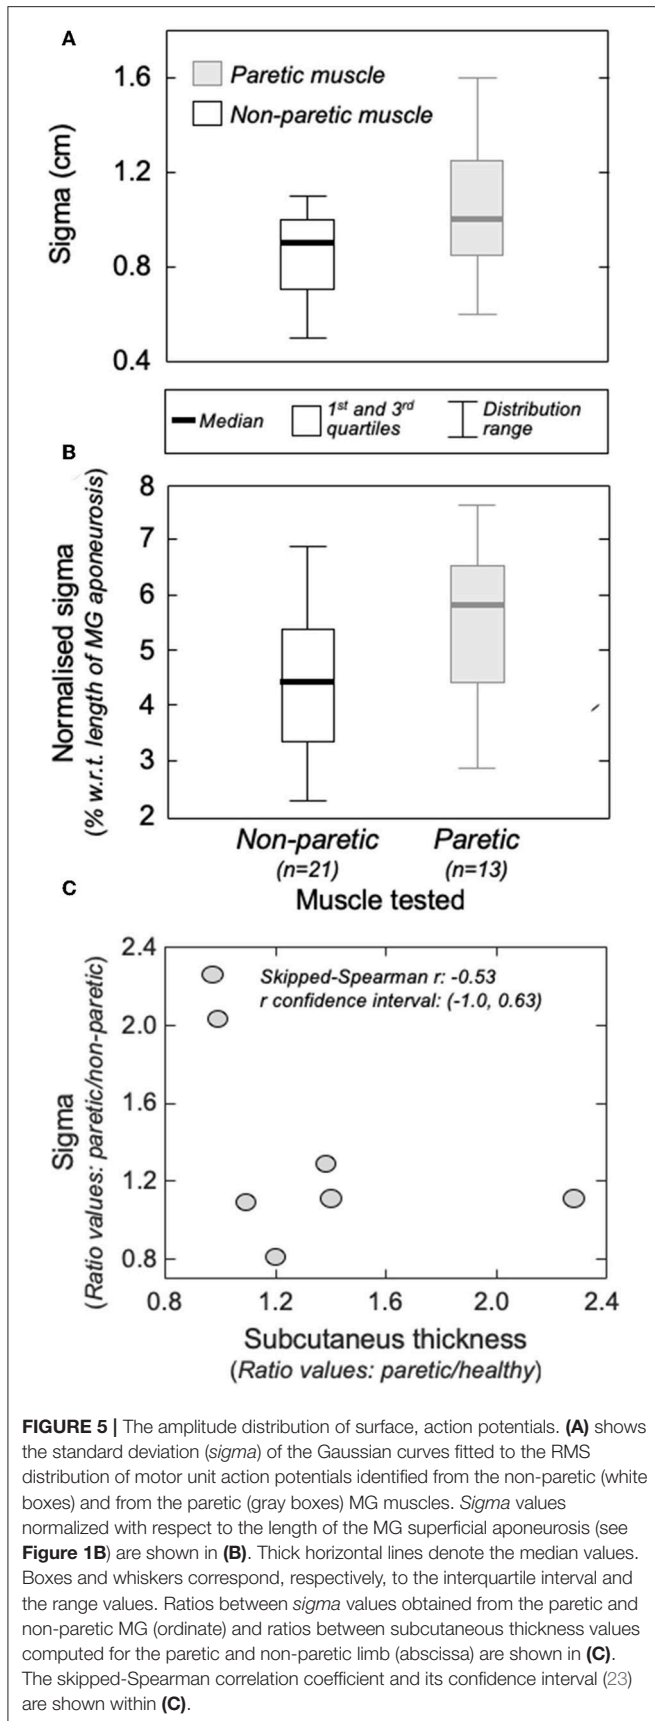 A
1.6
Paretic muscle
Non-paretic muscle
1.2
0.8
0.4
Sigma (cm)
Median
1st and 3rd
quartiles
Distribution
range
B
8
7
6
5
4
3
2
Normalised sigma
(% w.r.t. length of MG aponeurosis)
Non-paretic
(n=21)
Paretic
(n=13)
Muscle tested
C
2.4
2.0
1.6
1.2
0.8
Sigma
(Ratio values: paretic/non-paretic)
Skipped-Spearman r: -0.53
r confidence interval: (-1.0, 0.63)
0.8 1.2 1.6 2.0 2.4
Subcutaneus thickness
(Ratio values: paretic/healthy)
FIGURE 5 | The amplitude distribution of surface, action potentials. (A) shows
the standard deviation (sigma) of the Gaussian curves fitted to the RMS
distribution of motor unit action potentials identified from the non-paretic (white
boxes) and from the paretic (gray boxes) MG muscles. Sigma values
normalized with respect to the length of the MG superficial aponeurosis (see
Figure 1B) are shown in (B). Thick horizontal lines denote the median values.
Boxes and whiskers correspond, respectively, to the interquartile interval and
the range values. Ratios between sigma values obtained from the paretic and
non-paretic MG (ordinate) and ratios between subcutaneous thickness values
computed for the paretic and non-paretic limb (abscissa) are shown in (C).
The skipped-Spearman correlation coefficient and its confidence interval (23)
are shown within (C).